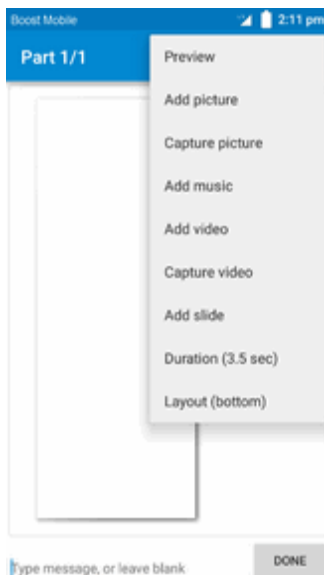 Boost Mobile 2:11 pm
Part 1/1
Preview
Add picture
Capture picture
Add music
Add video
Capture video
Add slide
Duration (3.5 sec)
Layout (bottom)
Type message, or leave blank
DONE